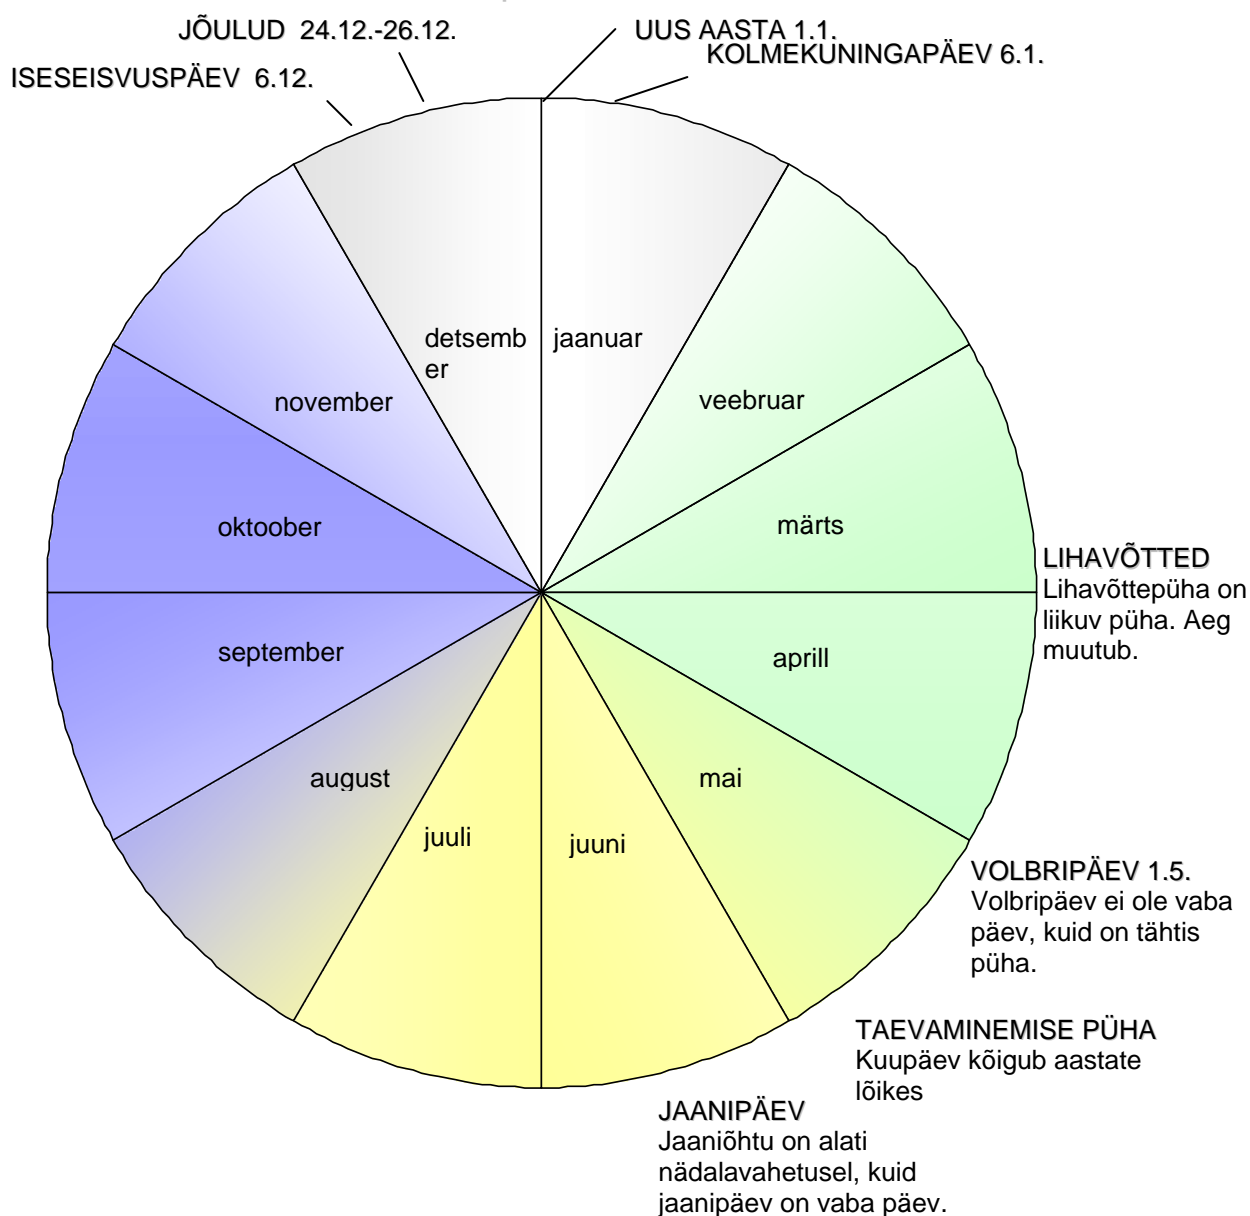 JÕULUD 24.12.-26.12.
UUS AASTA 1.1.
KOLMEKUNINGAPÄEV 6.1.
ISESEISVUSPÄEV 6.12.
detsemb
er
jaanuar
november
veebruar
oktoober
märts
LIHAVÕTTED
Lihavõttepüha on
liikuv püha. Aeg
muutub.
september
aprill
august
mai
juuli
juuni
VOLBRIPÄEV 1.5.
Volbripäev ei ole vaba
päev, kuid on tähtis
püha.
TAEVAMINEMISE PÜHA
Kuupäev kõigub aastate
lõikes
JAANIPÄEV
Jaaniõhtu on alati
nädalavahetusel, kuid
jaanipäev on vaba päev.